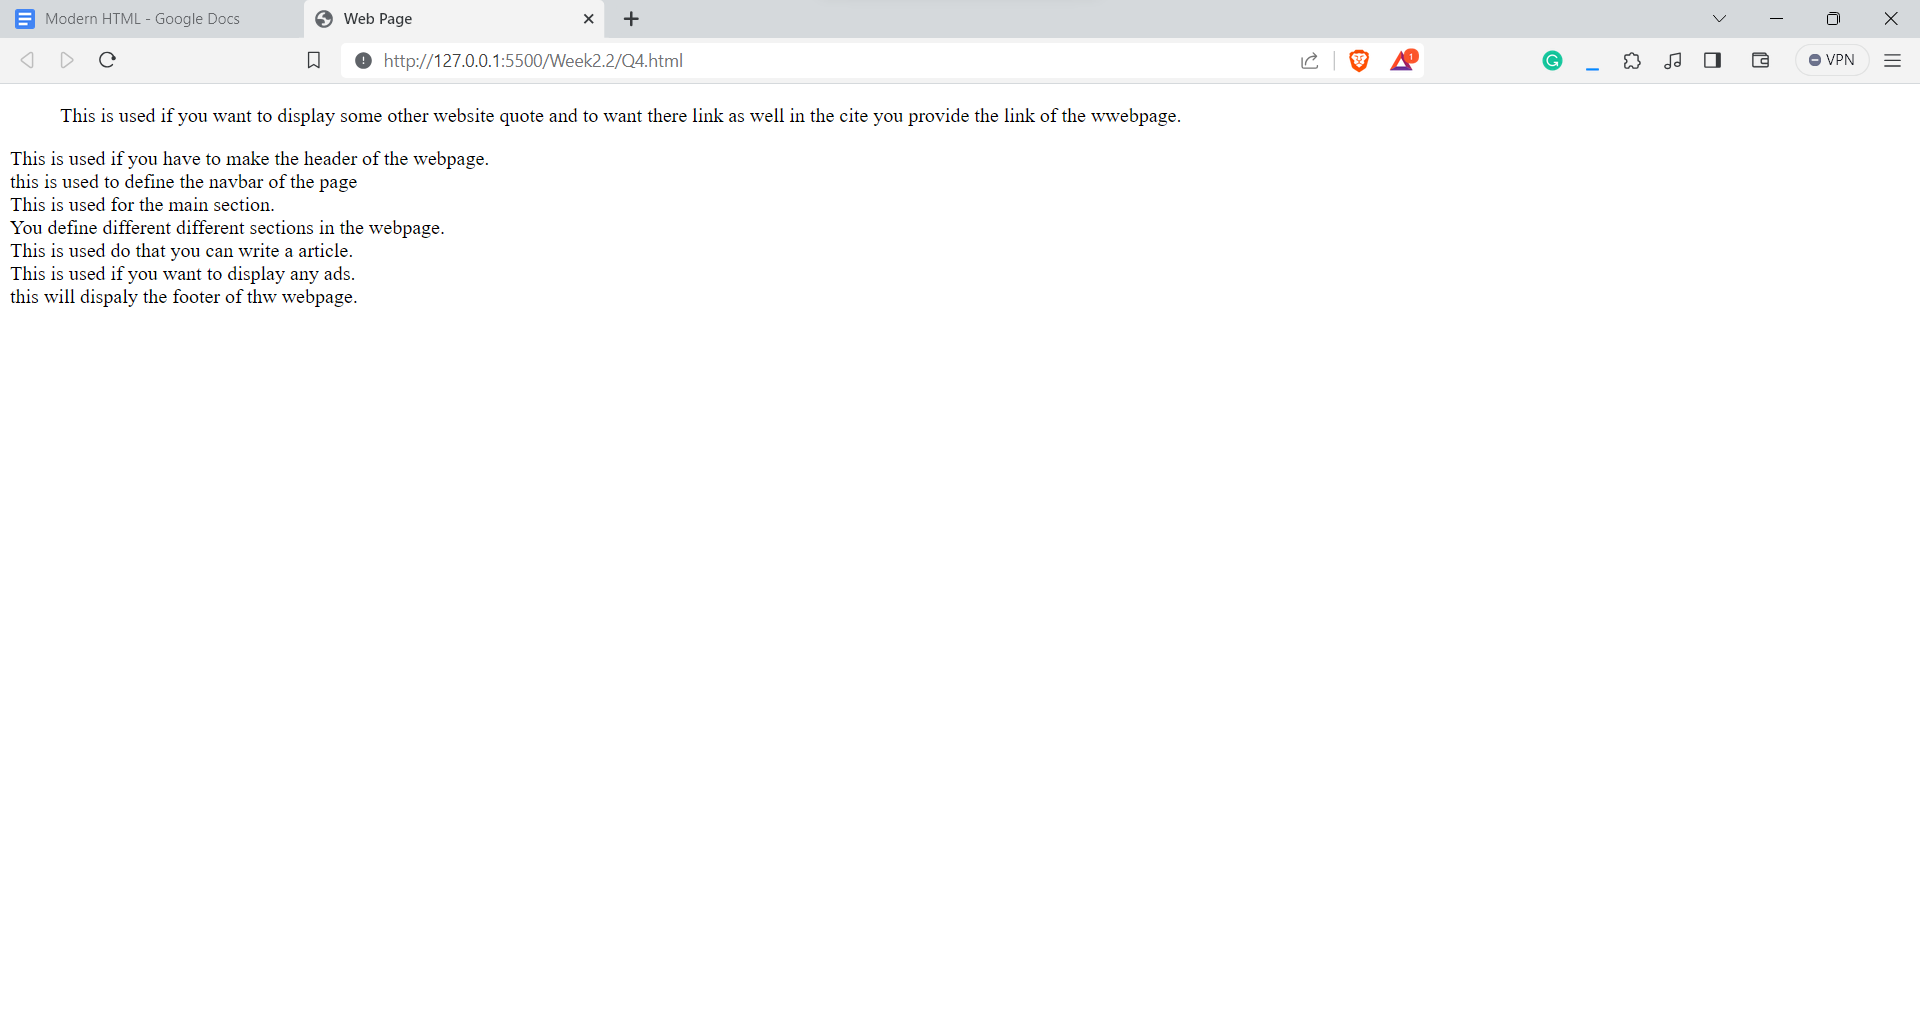 Modern HTML - Google Docs
Web Page
http://127.0.0.1:5500/Week2.2/Q4.html
1
VPN
This is used if you want to display some other website quote and to want there link as well in the cite you provide the link of the wwebpage.
This is used if you have to make the header of the webpage.
this is used to define the navbar of the page
This is used for the main section.
You define different different sections in the webpage.
This is used do that you can write a article.
This is used if you want to display any ads.
this will dispaly the footer of thw webpage.